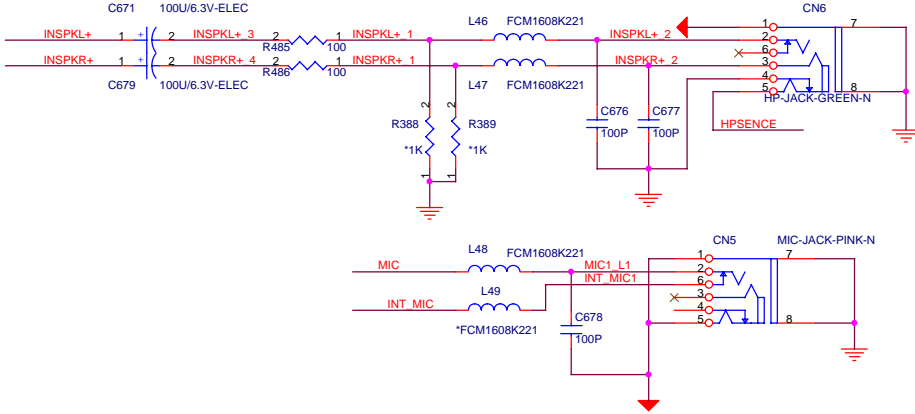 C671 100U/6.3V-ELEC L46 FCM1608K221 CN6
INSPKL+ 1 + 2 INSPKL+_3 2 1 INSPKL+_1 INSPKL+_2 1 7
R485 100 2
INSPKR+ 1 + 2 INSPKR+_4 2 1 INSPKR+_1 INSPKR+_2 6
R486 100 3
C679 100U/6.3V-ELEC L47 FCM1608K221 4
5 8
HP-JACK-GREEN-N
2 2 C676 C677
R388 R389 HPSENCE
100P 100P
*1K *1K
1 1
L48 FCM1608K221 CN5 MIC-JACK-PINK-N
1 7
MIC MIC1_L1 2
L49 INT_MIC1 6
3
INT_MIC 4
C678 5 8
*FCM1608K221
100P